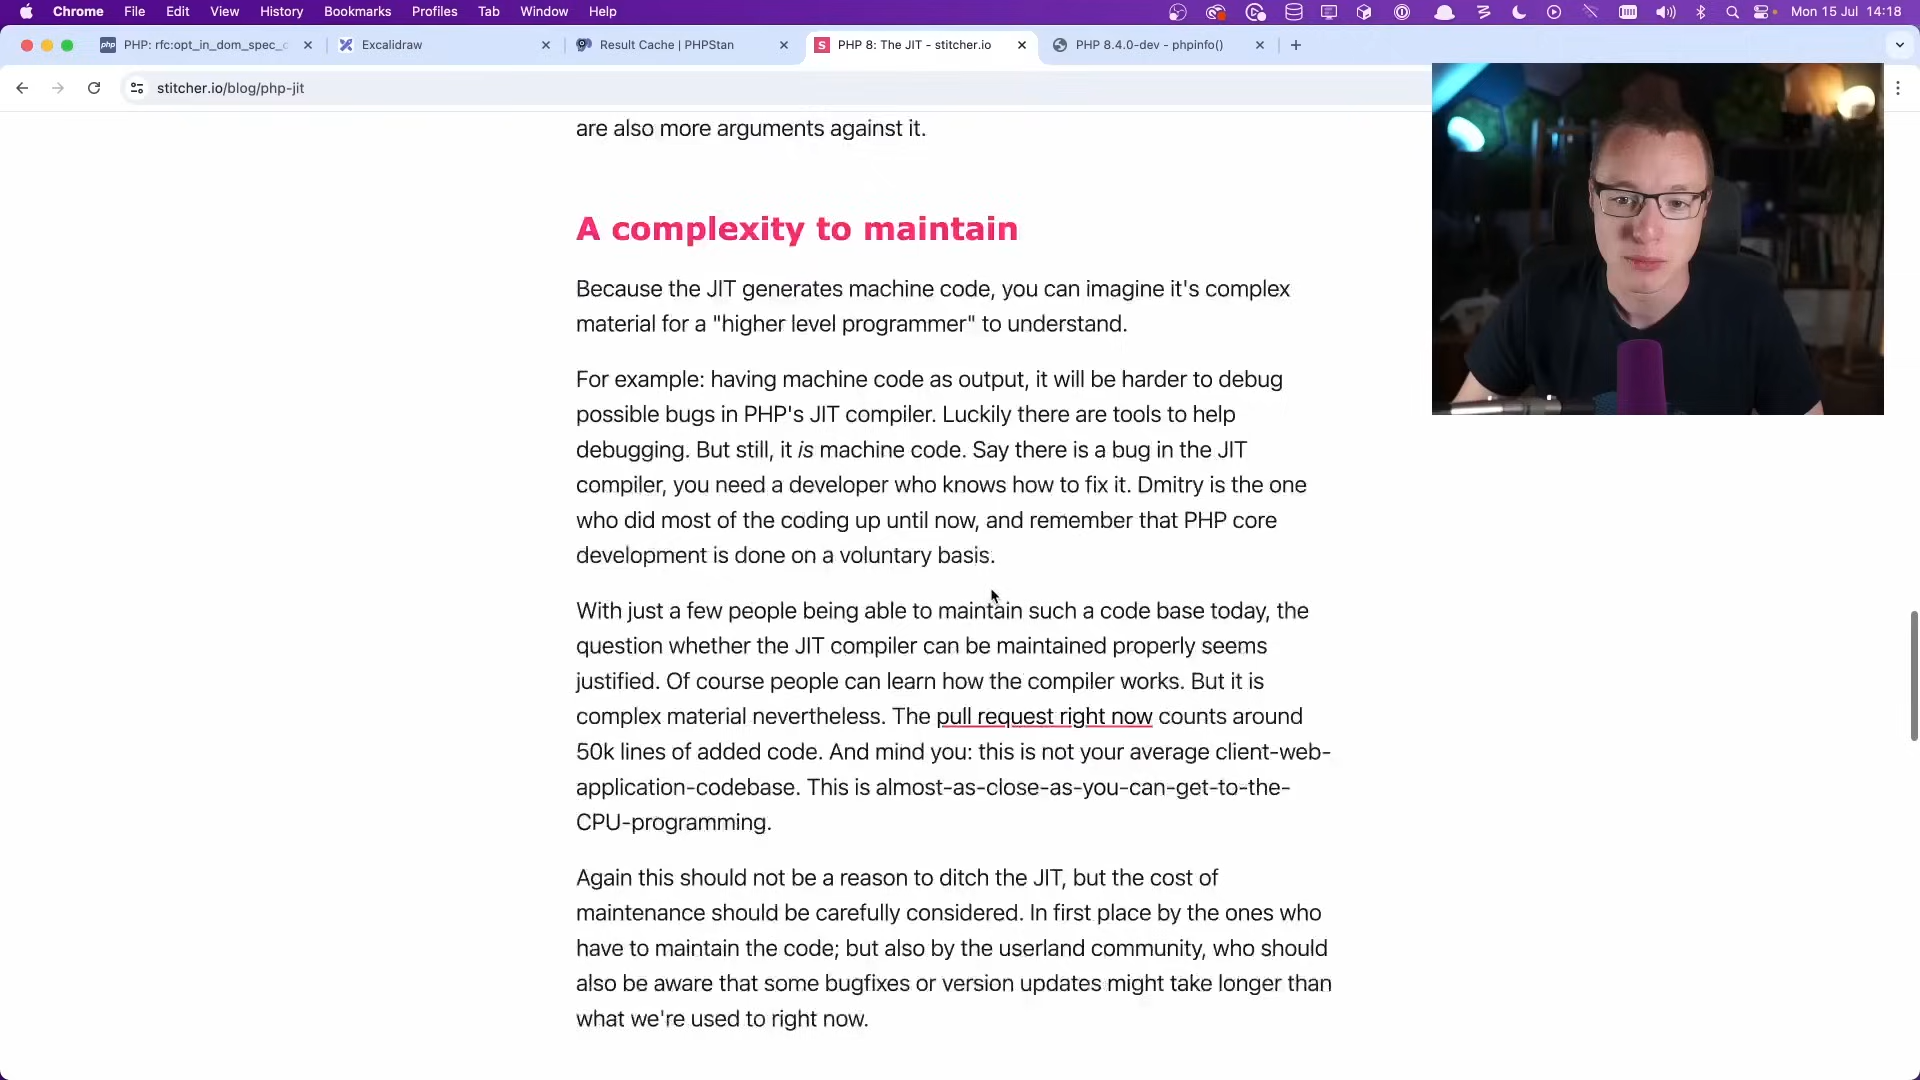 Chrome File Edit View History Bookmarks Profiles Tab Window Help Mon 15 Jul 14:18
PHP: rfc:opt_in_dom_spec_c Excalidraw Result Cache | PHPStan PHP 8: The JIT - stitcher.io PHP 8.4.0-dev - phpinfo()
stitcher.io/blog/php-jit
are also more arguments against it.
A complexity to maintain
Because the JIT generates machine code, you can imagine it's complex
material for a "higher level programmer" to understand.
For example: having machine code as output, it will be harder to debug
possible bugs in PHP's JIT compiler. Luckily there are tools to help
debugging. But still, it is machine code. Say there is a bug in the JIT
compiler, you need a developer who knows how to fix it. Dmitry is the one
who did most of the coding up until now, and remember that PHP core
development is done on a voluntary basis.
With just a few people being able to maintain such a code base today, the
question whether the JIT compiler can be maintained properly seems
justified. Of course people can learn how the compiler works. But it is
complex material nevertheless. The pull request right now counts around
50k lines of added code. And mind you: this is not your average client-web-
application-codebase. This is almost-as-close-as-you-can-get-to-the-
CPU-programming.
Again this should not be a reason to ditch the JIT, but the cost of
maintenance should be carefully considered. In first place by the ones who
have to maintain the code; but also by the userland community, who should
also be aware that some bugfixes or version updates might take longer than
what we're used to right now.